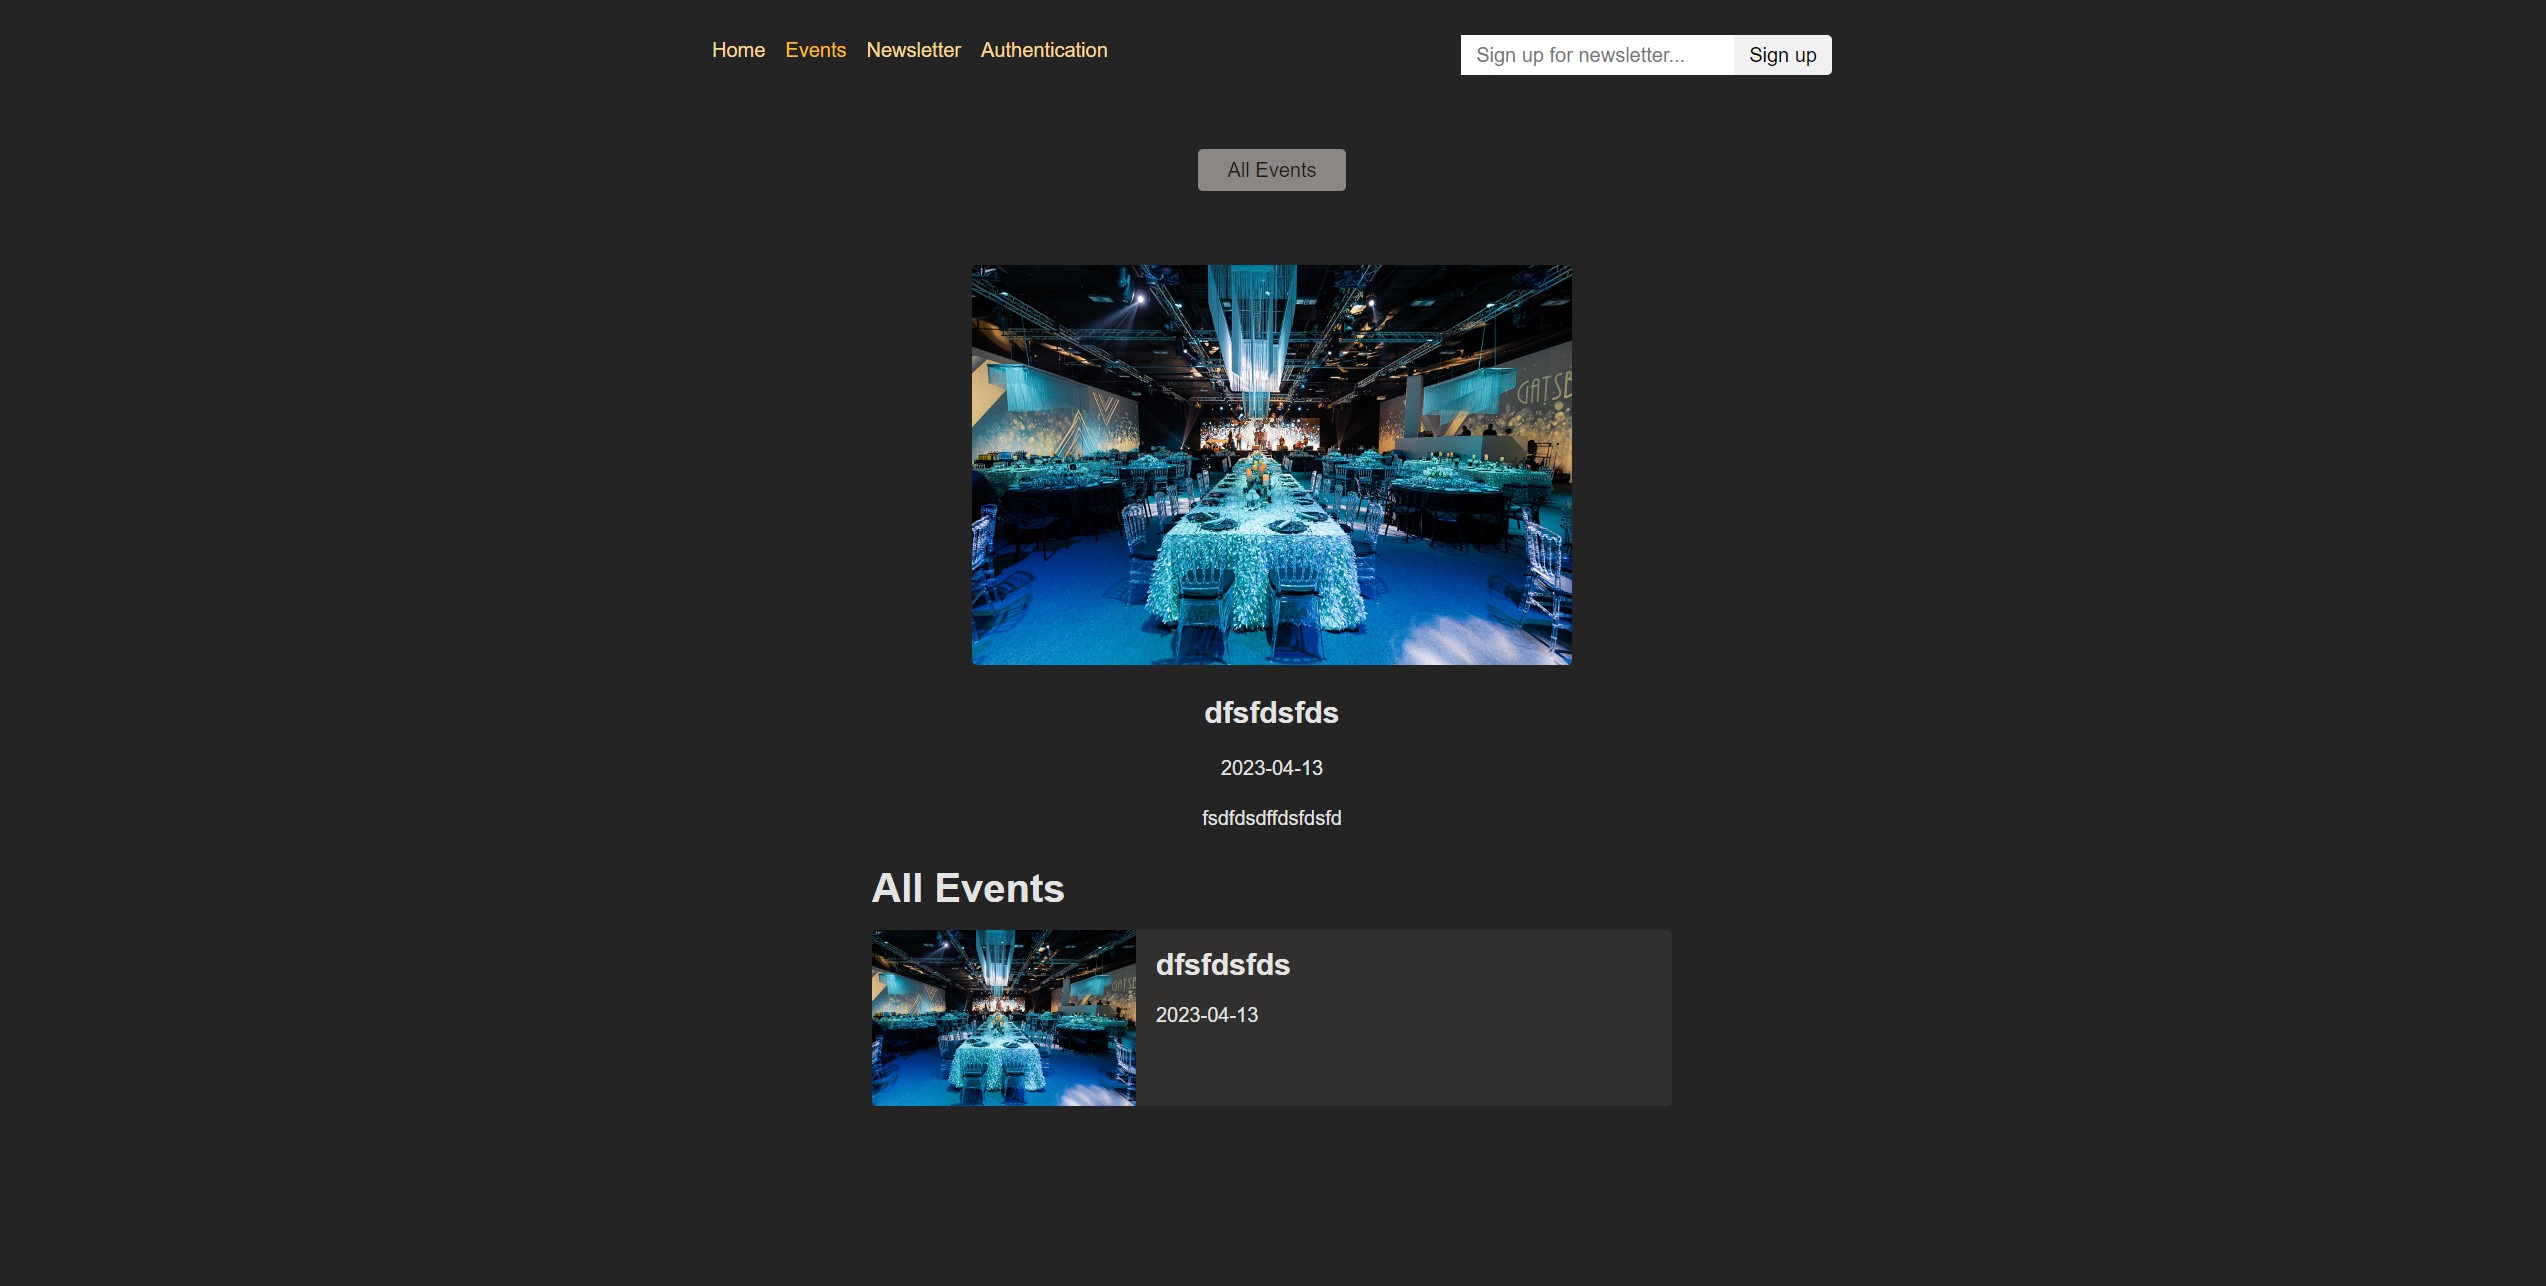 Home Events Newsletter Authentication
Sign up for newsletter... Sign up
All Events
GATSB
dfsfdsfds
2023-04-13
fsdfdsdffdsfdsfd
All Events
GATSB
dfsfdsfds
2023-04-13